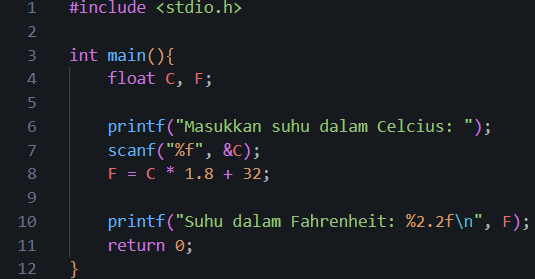 1 #include <stdio.h>
2
3 int main(){
4     float C, F;
5
6     printf("Masukkan suhu dalam Celcius: ");
7     scanf("%f", &C);
8     F = C * 1.8 + 32;
9
10     printf("Suhu dalam Fahrenheit: %2.2f\n", F);
11     return 0;
12 }